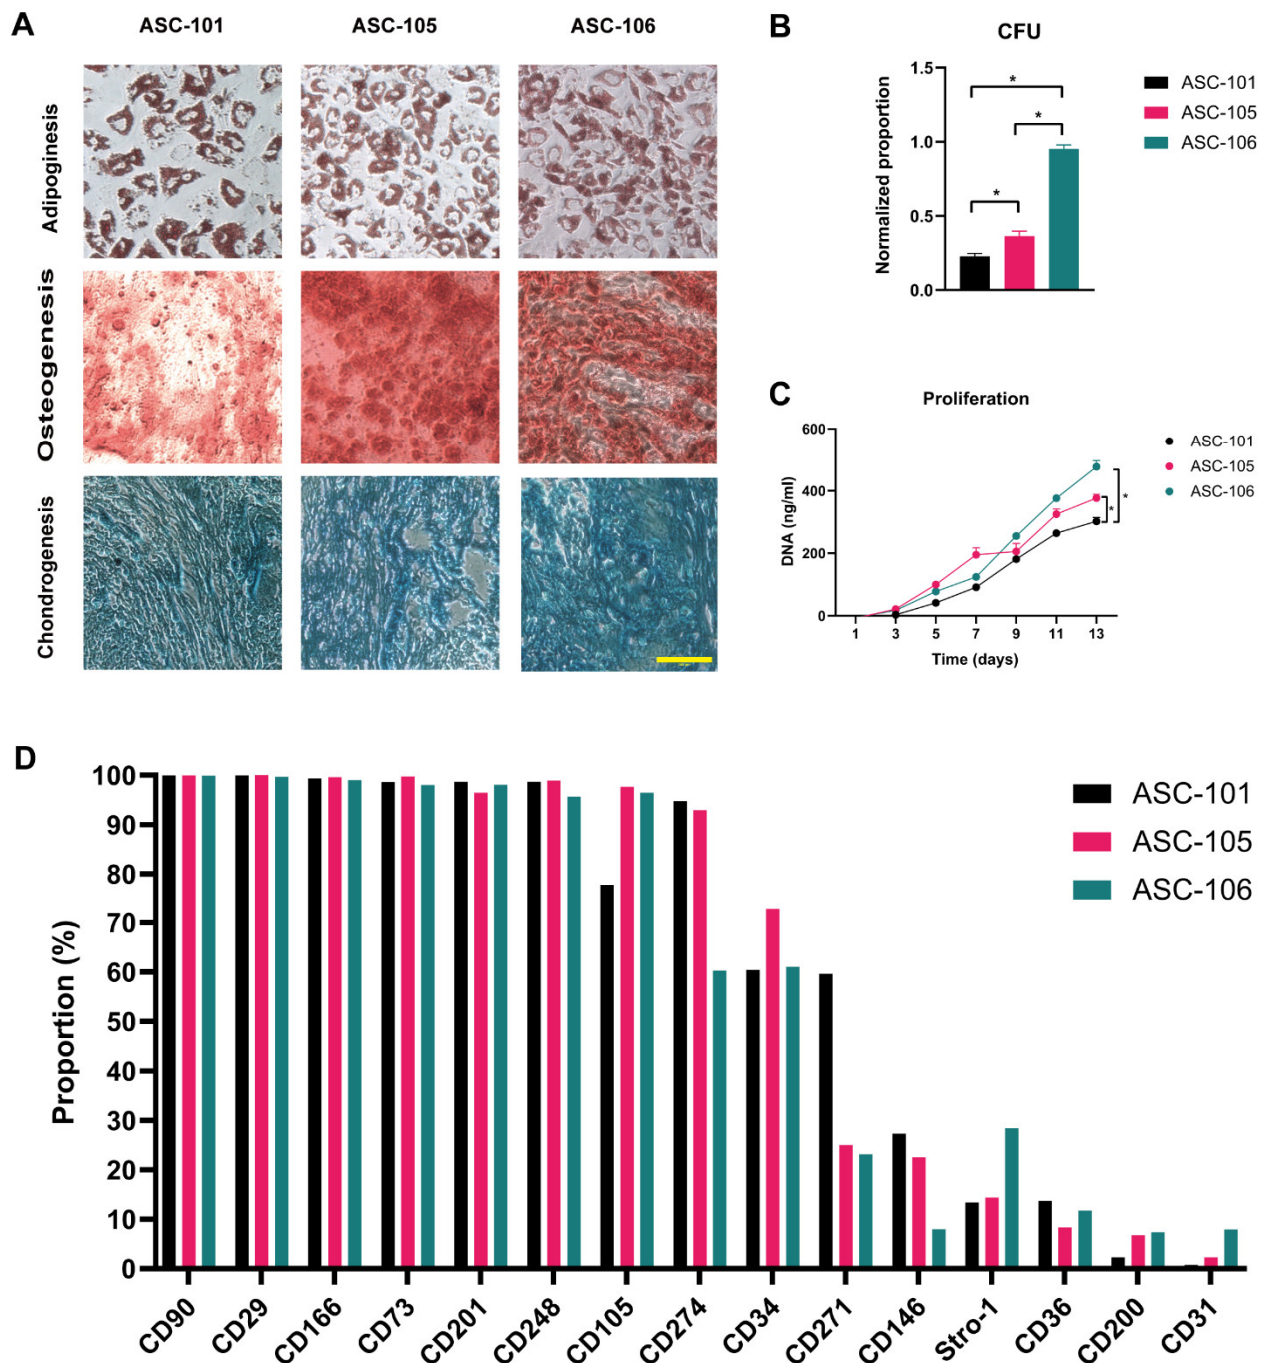 A
ASC-101
ASC-105
ASC-106
Adipoginesis
Osteogenesis
Chondrogenesis
B
CFU
Normalized proportion
1.5
1.0
0.5
0.0
*
*
*
ASC-101
ASC-105
ASC-106
C
Proliferation
DNA (ng/ml)
600
400
200
0
1 3 5 7 9 11 13
Time (days)
*
*
ASC-101
ASC-105
ASC-106
D
Proportion (%)
100
90
80
70
60
50
40
30
20
10
0
CD90 CD29 CD166 CD73 CD201 CD248 CD105 CD274 CD34 CD271 CD146 Stro-1 CD36 CD200 CD31
ASC-101
ASC-105
ASC-106